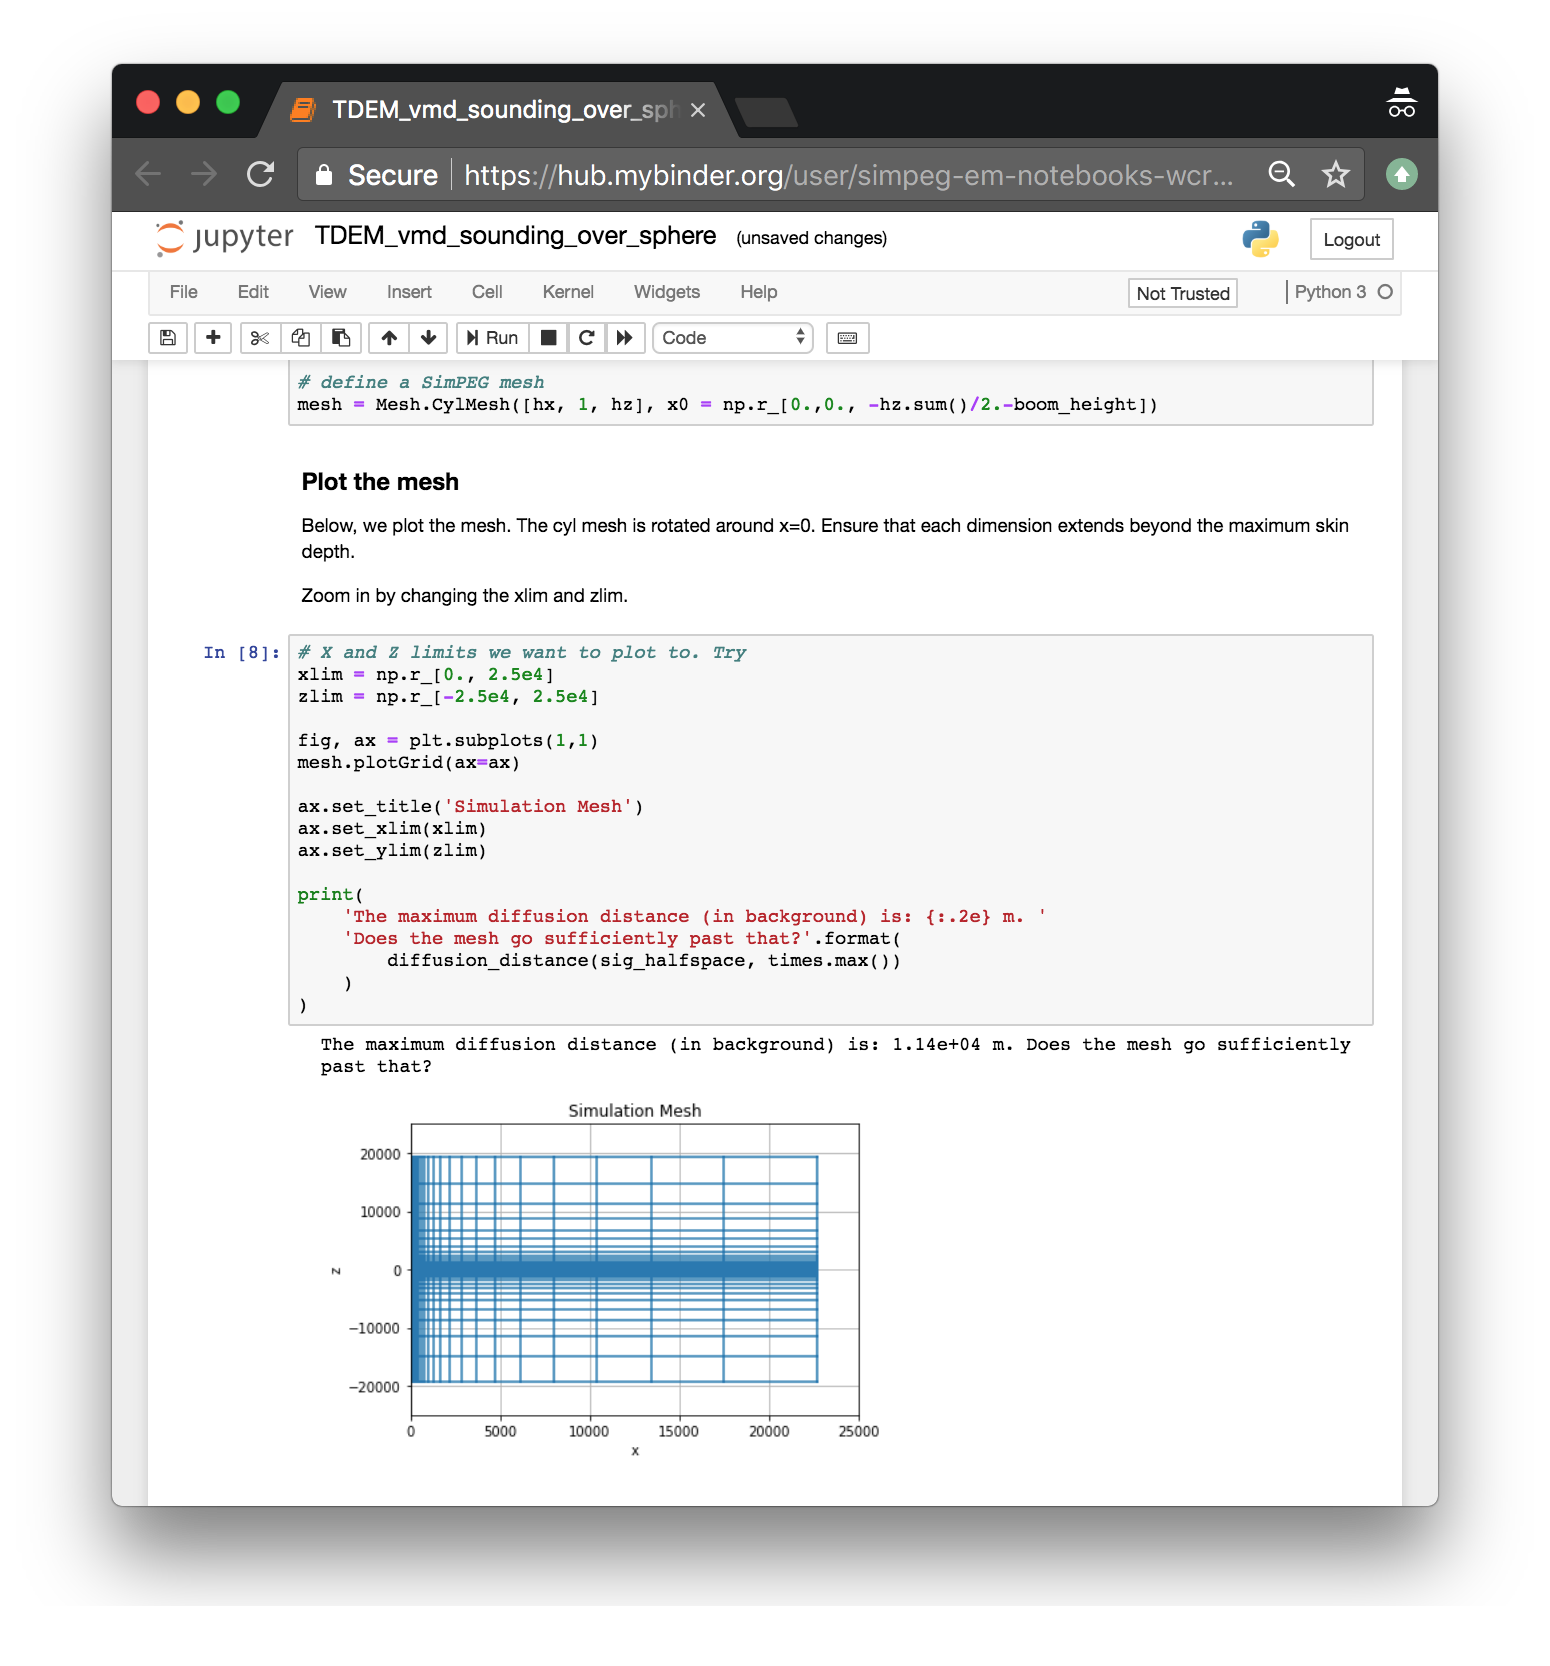 TDEM_vmd_sounding_over_sph
Secure https://hub.mybinder.org/user/simpeg-em-notebooks-wcr...
jupyter TDEM_vmd_sounding_over_sphere (unsaved changes) Logout
File Edit View Insert Cell Kernel Widgets Help Not Trusted Python 3
Run Code
# define a SimPEG mesh
mesh = Mesh.CylMesh([hx, 1, hz], x0 = np.r_[0.,0., -hz.sum()/2.-boom_height])
Plot the mesh
Below, we plot the mesh. The cyl mesh is rotated around x=0. Ensure that each dimension extends beyond the maximum skin
depth.
Zoom in by changing the xlim and zlim.
In [8]: # X and Z limits we want to plot to. Try
xlim = np.r_[0., 2.5e4]
zlim = np.r_[-2.5e4, 2.5e4]
fig, ax = plt.subplots(1,1)
mesh.plotGrid(ax=ax)
ax.set_title('Simulation Mesh')
ax.set_xlim(xlim)
ax.set_ylim(zlim)
print(
'The maximum diffusion distance (in background) is: {:.2e} m. '
'Does the mesh go sufficiently past that?'.format(
diffusion_distance(sig_halfspace, times.max())
)
)
The maximum diffusion distance (in background) is: 1.14e+04 m. Does the mesh go sufficiently
past that?
Simulation Mesh
20000
10000
z
0
−10000
−20000
0 5000 10000 15000 20000 25000
x